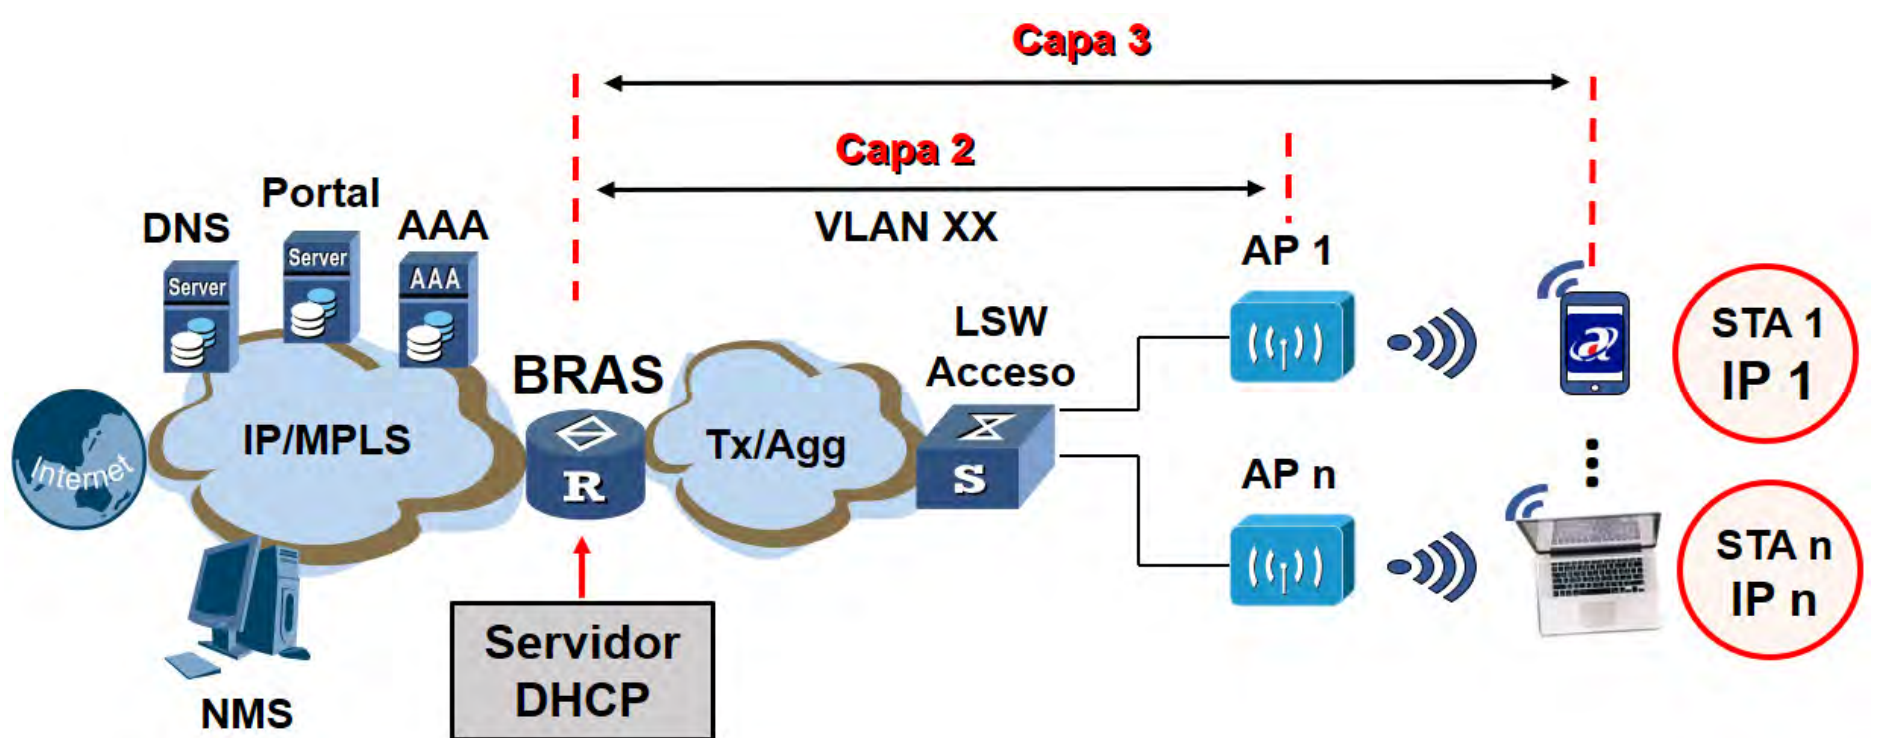 Capa 3
Capa 2
VLAN XX
DNS
Portal
AAA
Server
Server
AAA
Internet
IP/MPLS
BRAS
R
Tx/Agg
LSW
Acceso
S
AP 1
AP n
STA 1
IP 1
STA n
IP n
NMS
Servidor
DHCP